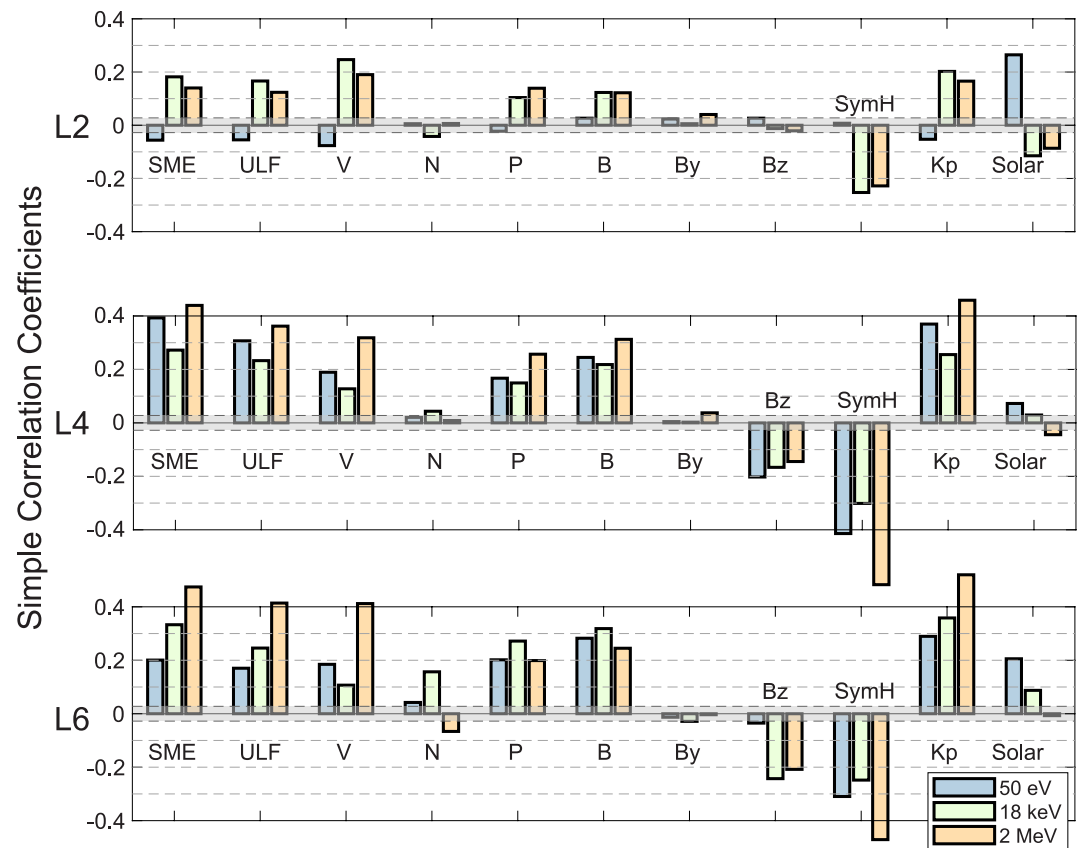 Simple Correlation Coefficients
0.4
0.2
L2 0
-0.2
-0.4
SymH
SME ULF V N P B By Bz Kp Solar
0.4
0.2
L4 0
-0.2
-0.4
Bz SymH
SME ULF V N P B By Kp Solar
0.4
0.2
L6 0
-0.2
-0.4
Bz SymH
SME ULF V N P B By Kp Solar
50 eV
18 keV
2 MeV